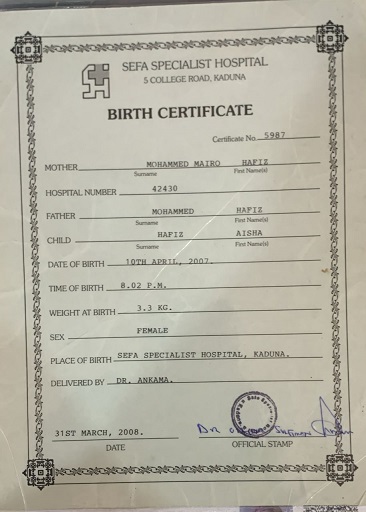 SEFA SPECIALIST HOSPITAL
5 COLLEGE ROAD, KADUNA
BIRTH CERTIFICATE
Certificate No. 5987
MOTHER MOHAMMED MAIRO HAFIZ
Surname First Name(s)
HOSPITAL NUMBER 42430
FATHER MOHAMMED HAFIZ
Surname First Name(s)
CHILD HAFIZ AISHA
Surname First Name(s)
DATE OF BIRTH 10TH APRIL, 2007.
TIME OF BIRTH 8.02 P.M.
WEIGHT AT BIRTH 3.3 KG.
SEX FEMALE
PLACE OF BIRTH SEFA SPECIALIST HOSPITAL, KADUNA.
DELIVERED BY DR. ANKAMA.
31ST MARCH, 2008. DR
DATE OFFICIAL STAMP